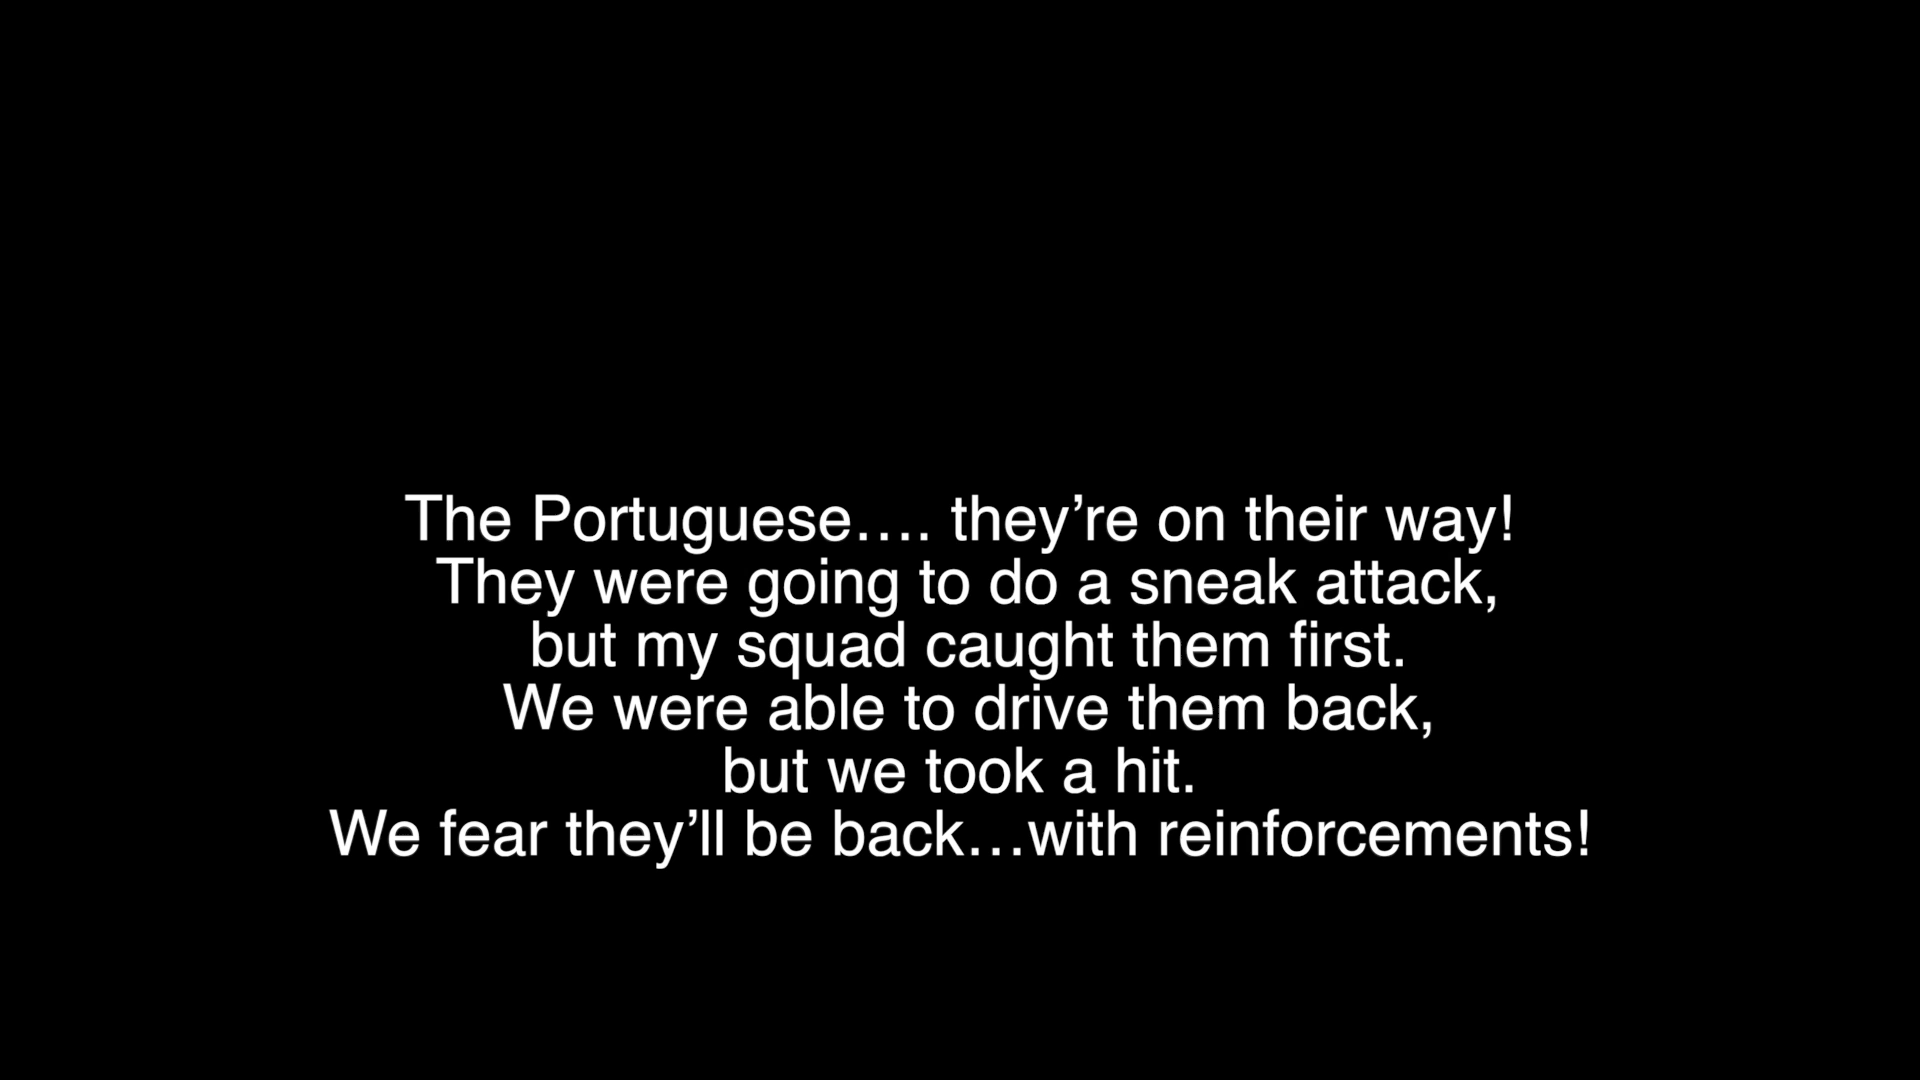 The Portuguese…. they’re on their way!
They were going to do a sneak attack,
but my squad caught them first.
We were able to drive them back,
but we took a hit.
We fear they’ll be back…with reinforcements!